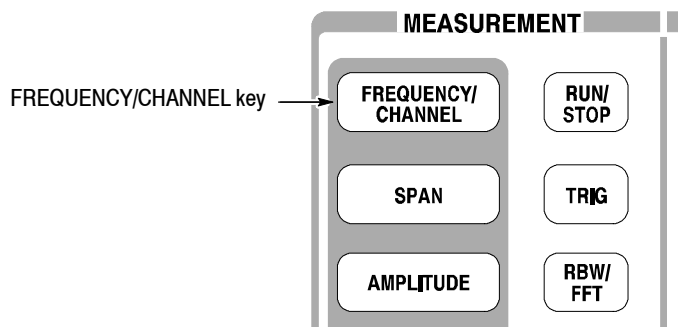 MEASUREMENT
FREQUENCY/CHANNEL key
FREQUENCY/
CHANNEL
RUN/
STOP
SPAN
TRIG
AMPLITUDE
RBW/
FFT